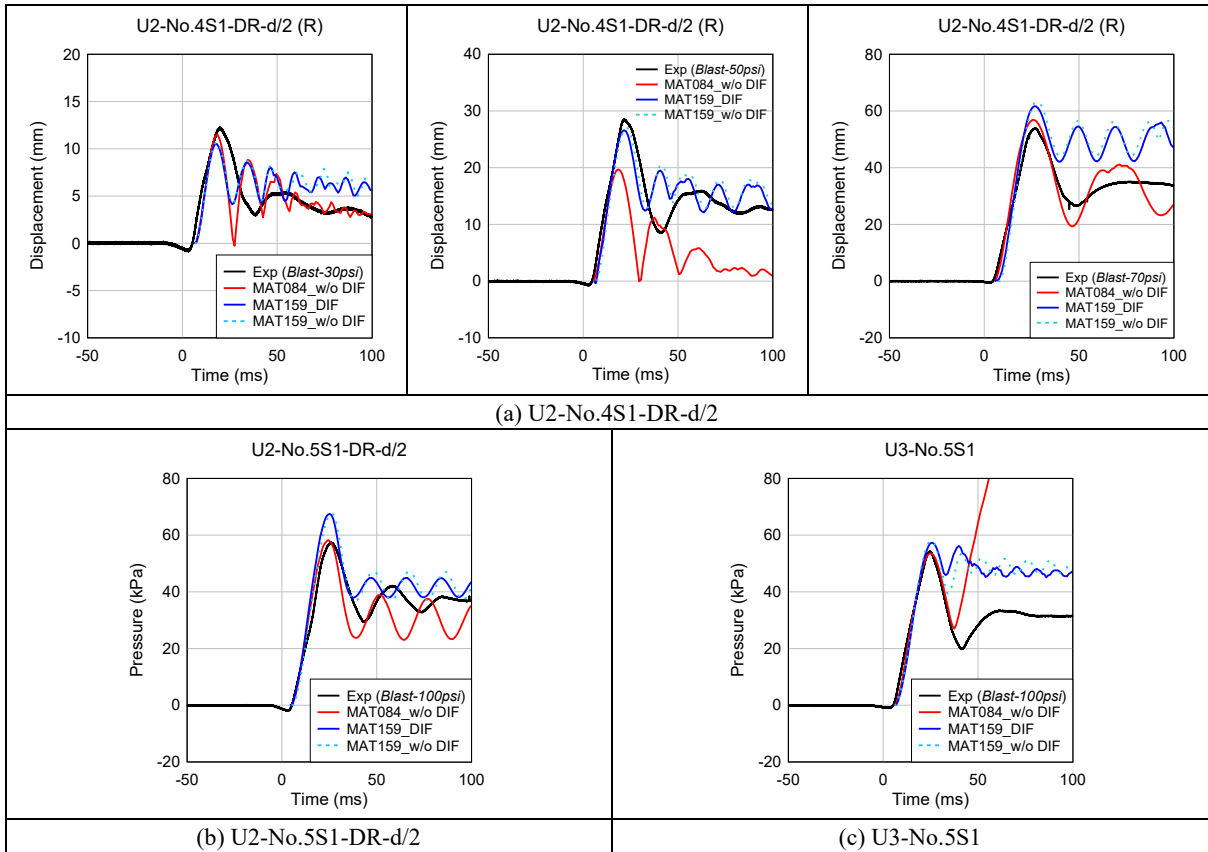 U2-No.4S1-DR-d/2 (R)
20
15
10
5
0
-5
-10
-50
0
50
100
Displacement (mm)
Time (ms)
Exp (Blast-30psi)
MAT084_w/o DIF
MAT159_DIF
MAT159_w/o DIF
U2-No.4S1-DR-d/2 (R)
40
30
20
10
0
-10
-50
0
50
100
Displacement (mm)
Time (ms)
Exp (Blast-50psi)
MAT084_w/o DIF
MAT159_DIF
MAT159_w/o DIF
U2-No.4S1-DR-d/2 (R)
80
60
40
20
0
-20
-50
0
50
100
Displacement (mm)
Time (ms)
Exp (Blast-70psi)
MAT084_w/o DIF
MAT159_DIF
MAT159_w/o DIF
(a) U2-No.4S1-DR-d/2
U2-No.5S1-DR-d/2
80
60
40
20
0
-20
-50
0
50
100
Pressure (kPa)
Time (ms)
Exp (Blast-100psi)
MAT084_w/o DIF
MAT159_DIF
MAT159_w/o DIF
U3-No.5S1
80
60
40
20
0
-20
-50
0
50
100
Pressure (kPa)
Time (ms)
Exp (Blast-100psi)
MAT084_w/o DIF
MAT159_DIF
MAT159_w/o DIF
(b) U2-No.5S1-DR-d/2
(c) U3-No.5S1